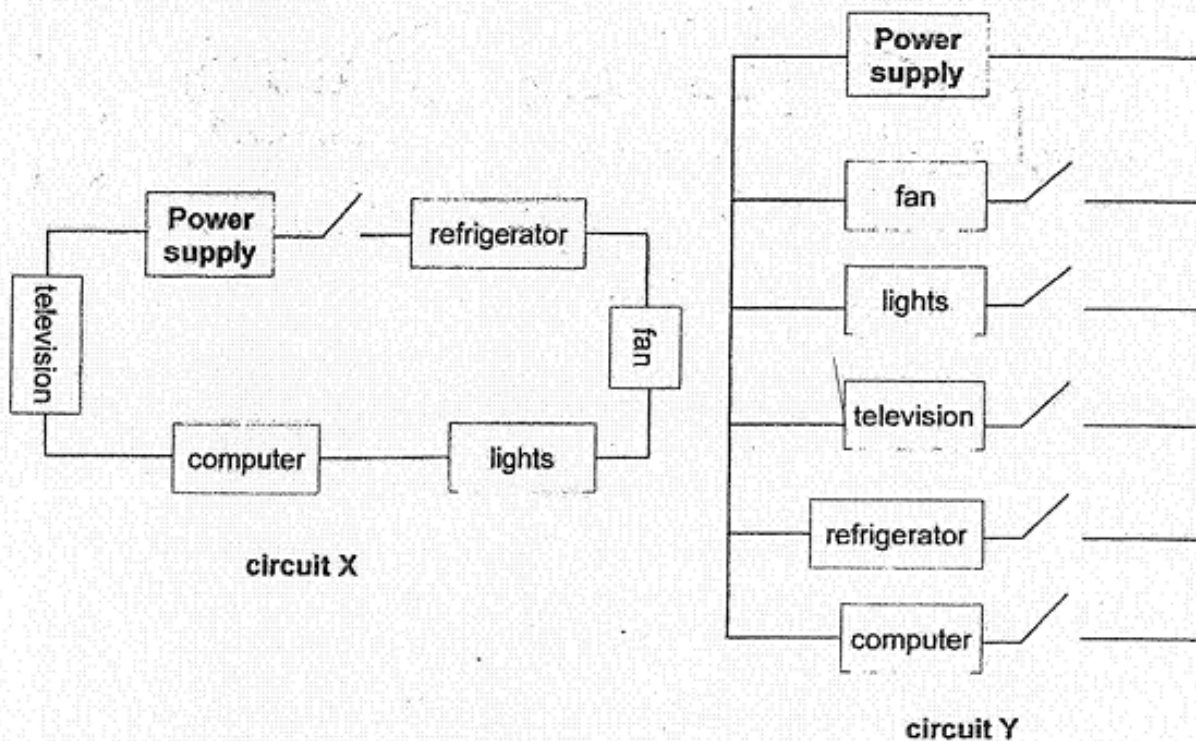 Power
supply
refrigerator
television
fan
computer
lights
circuit X
Power
supply
fan
lights
television
refrigerator
computer
circuit Y